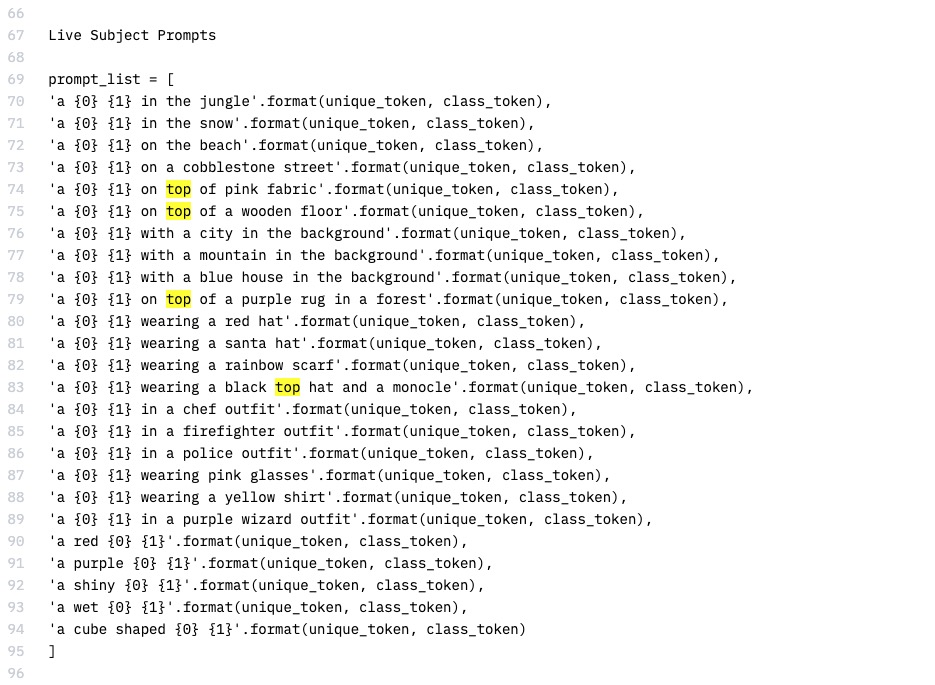 66
67 Live Subject Prompts
68
69 prompt_list = [
70 'a {0} {1} in the jungle'.format(unique_token, class_token),
71 'a {0} {1} in the snow'.format(unique_token, class_token),
72 'a {0} {1} on the beach'.format(unique_token, class_token),
73 'a {0} {1} on a cobblestone street'.format(unique_token, class_token),
74 'a {0} {1} on top of pink fabric'.format(unique_token, class_token),
75 'a {0} {1} on top of a wooden floor'.format(unique_token, class_token),
76 'a {0} {1} with a city in the background'.format(unique_token, class_token),
77 'a {0} {1} with a mountain in the background'.format(unique_token, class_token),
78 'a {0} {1} with a blue house in the background'.format(unique_token, class_token),
79 'a {0} {1} on top of a purple rug in a forest'.format(unique_token, class_token),
80 'a {0} {1} wearing a red hat'.format(unique_token, class_token),
81 'a {0} {1} wearing a santa hat'.format(unique_token, class_token),
82 'a {0} {1} wearing a rainbow scarf'.format(unique_token, class_token),
83 'a {0} {1} wearing a black top hat and a monocle'.format(unique_token, class_token),
84 'a {0} {1} in a chef outfit'.format(unique_token, class_token),
85 'a {0} {1} in a firefighter outfit'.format(unique_token, class_token),
86 'a {0} {1} in a police outfit'.format(unique_token, class_token),
87 'a {0} {1} wearing pink glasses'.format(unique_token, class_token),
88 'a {0} {1} wearing a yellow shirt'.format(unique_token, class_token),
89 'a {0} {1} in a purple wizard outfit'.format(unique_token, class_token),
90 'a red {0} {1}'.format(unique_token, class_token),
91 'a purple {0} {1}'.format(unique_token, class_token),
92 'a shiny {0} {1}'.format(unique_token, class_token),
93 'a wet {0} {1}'.format(unique_token, class_token),
94 'a cube shaped {0} {1}'.format(unique_token, class_token)
95 ]
96